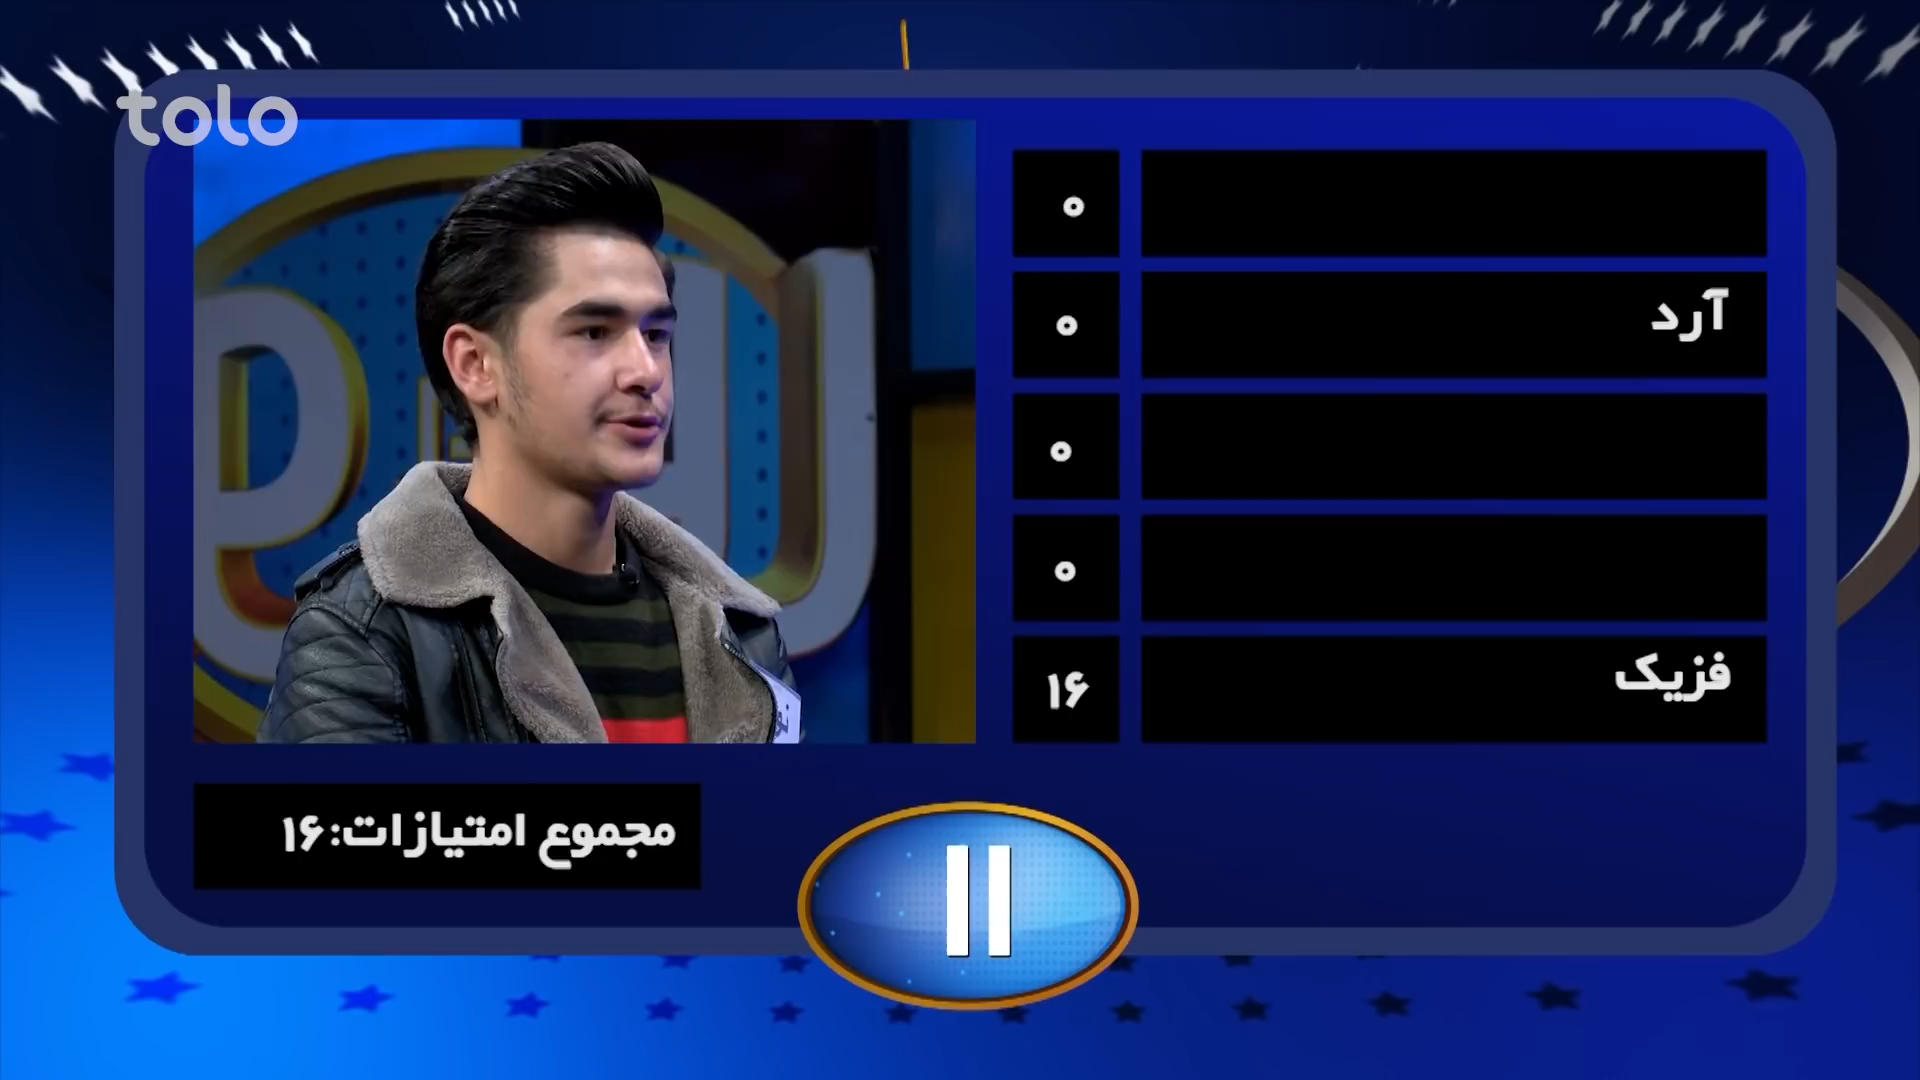 tolo
۰
۰ آرد
۰
۰
۱۶ فزیک
مجموع امتیازات:۱۶